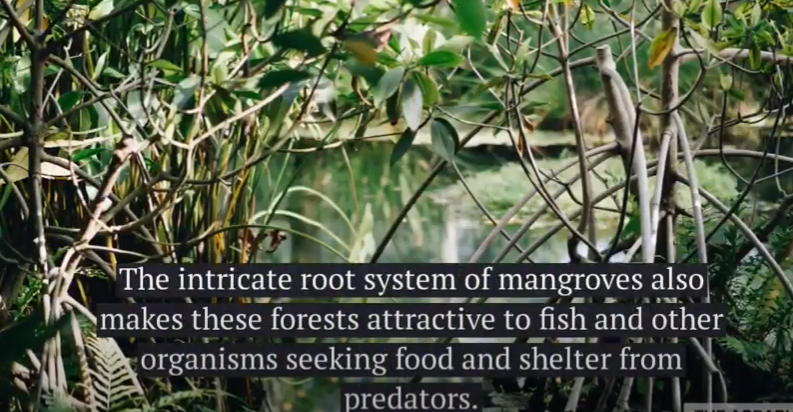 The intricate root system of mangroves also
makes these forests attractive to fish and other
organisms seeking food and shelter from
predators.